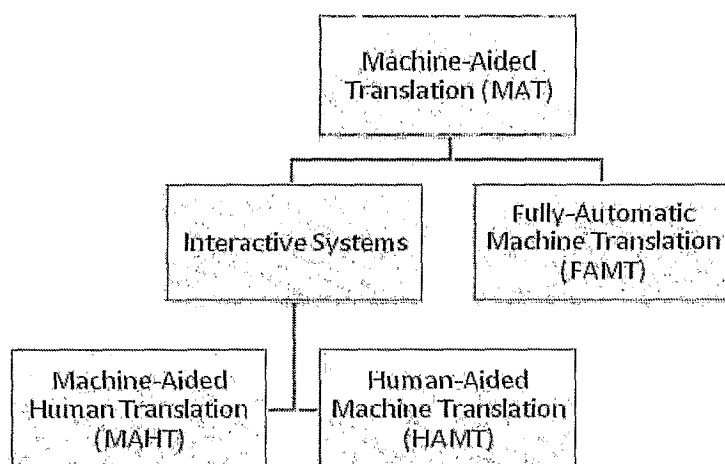 Machine-Aided
Translation (MAT)
Interactive Systems
Fully-Automatic
Machine Translation
(FAMT)
Machine-Aided
Human Translation
(MAHT)
Human-Aided
Machine Translation
(HAMT)